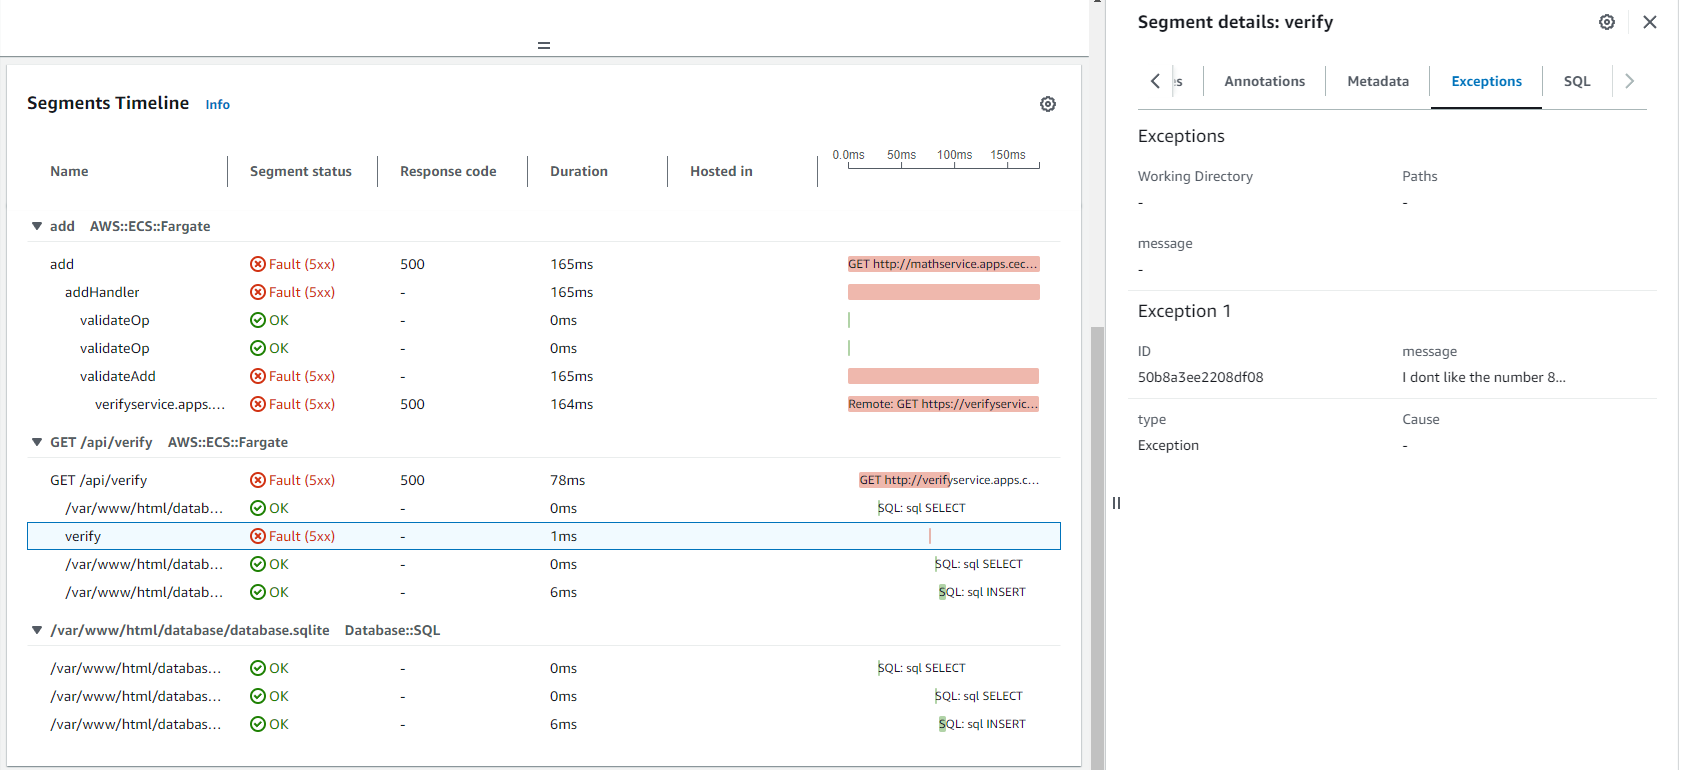 Segments Timeline Info
Name Segment status Response code Duration Hosted in 0.0ms 50ms 100ms 150ms
add AWS::ECS::Fargate
add Fault (5xx) 500 165ms GET http://mathservice.apps.cec...
addHandler Fault (5xx) - 165ms
validateOp OK - 0ms
validateOp OK - 0ms
validateAdd Fault (5xx) - 165ms
verifyservice.apps.... Fault (5xx) 500 164ms Remote: GET https://verifyservic...
GET /api/verify AWS::ECS::Fargate
GET /api/verify Fault (5xx) 500 78ms GET http://verifyservice.apps.c...
/var/www/html/datab... OK - 0ms SQL: sql SELECT
verify Fault (5xx) - 1ms
/var/www/html/datab... OK - 0ms SQL: sql SELECT
/var/www/html/datab... OK - 6ms SQL: sql INSERT
/var/www/html/database/database.sqlite Database::SQL
/var/www/html/databas... OK - 0ms SQL: sql SELECT
/var/www/html/databas... OK - 0ms SQL: sql SELECT
/var/www/html/databas... OK - 6ms SQL: sql INSERT
Segment details: verify
s Annotations Metadata Exceptions SQL
Exceptions
Working Directory Paths
- -
message
-
Exception 1
ID message
50b8a3ee2208df08 I dont like the number 8...
type Cause
Exception -